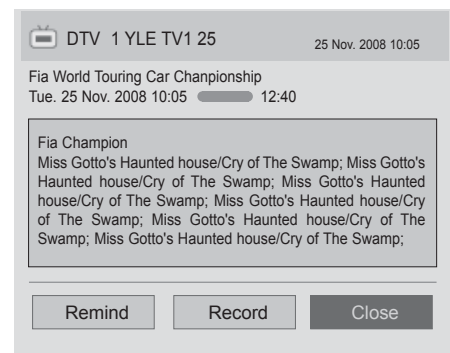 DTV 1 YLE TV1 25
25 Nov. 2008 10:05
Fia World Touring Car Chanpionship
Tue. 25 Nov. 2008 10:05 12:40
Fia Champion
Miss Gotto's Haunted house/Cry of The Swamp; Miss Gotto's
Haunted house/Cry of The Swamp; Miss Gotto's Haunted
house/Cry of The Swamp; Miss Gotto's Haunted house/Cry
of The Swamp; Miss Gotto's Haunted house/Cry of The
Swamp; Miss Gotto's Haunted house/Cry of The Swamp;
Remind
Record
Close